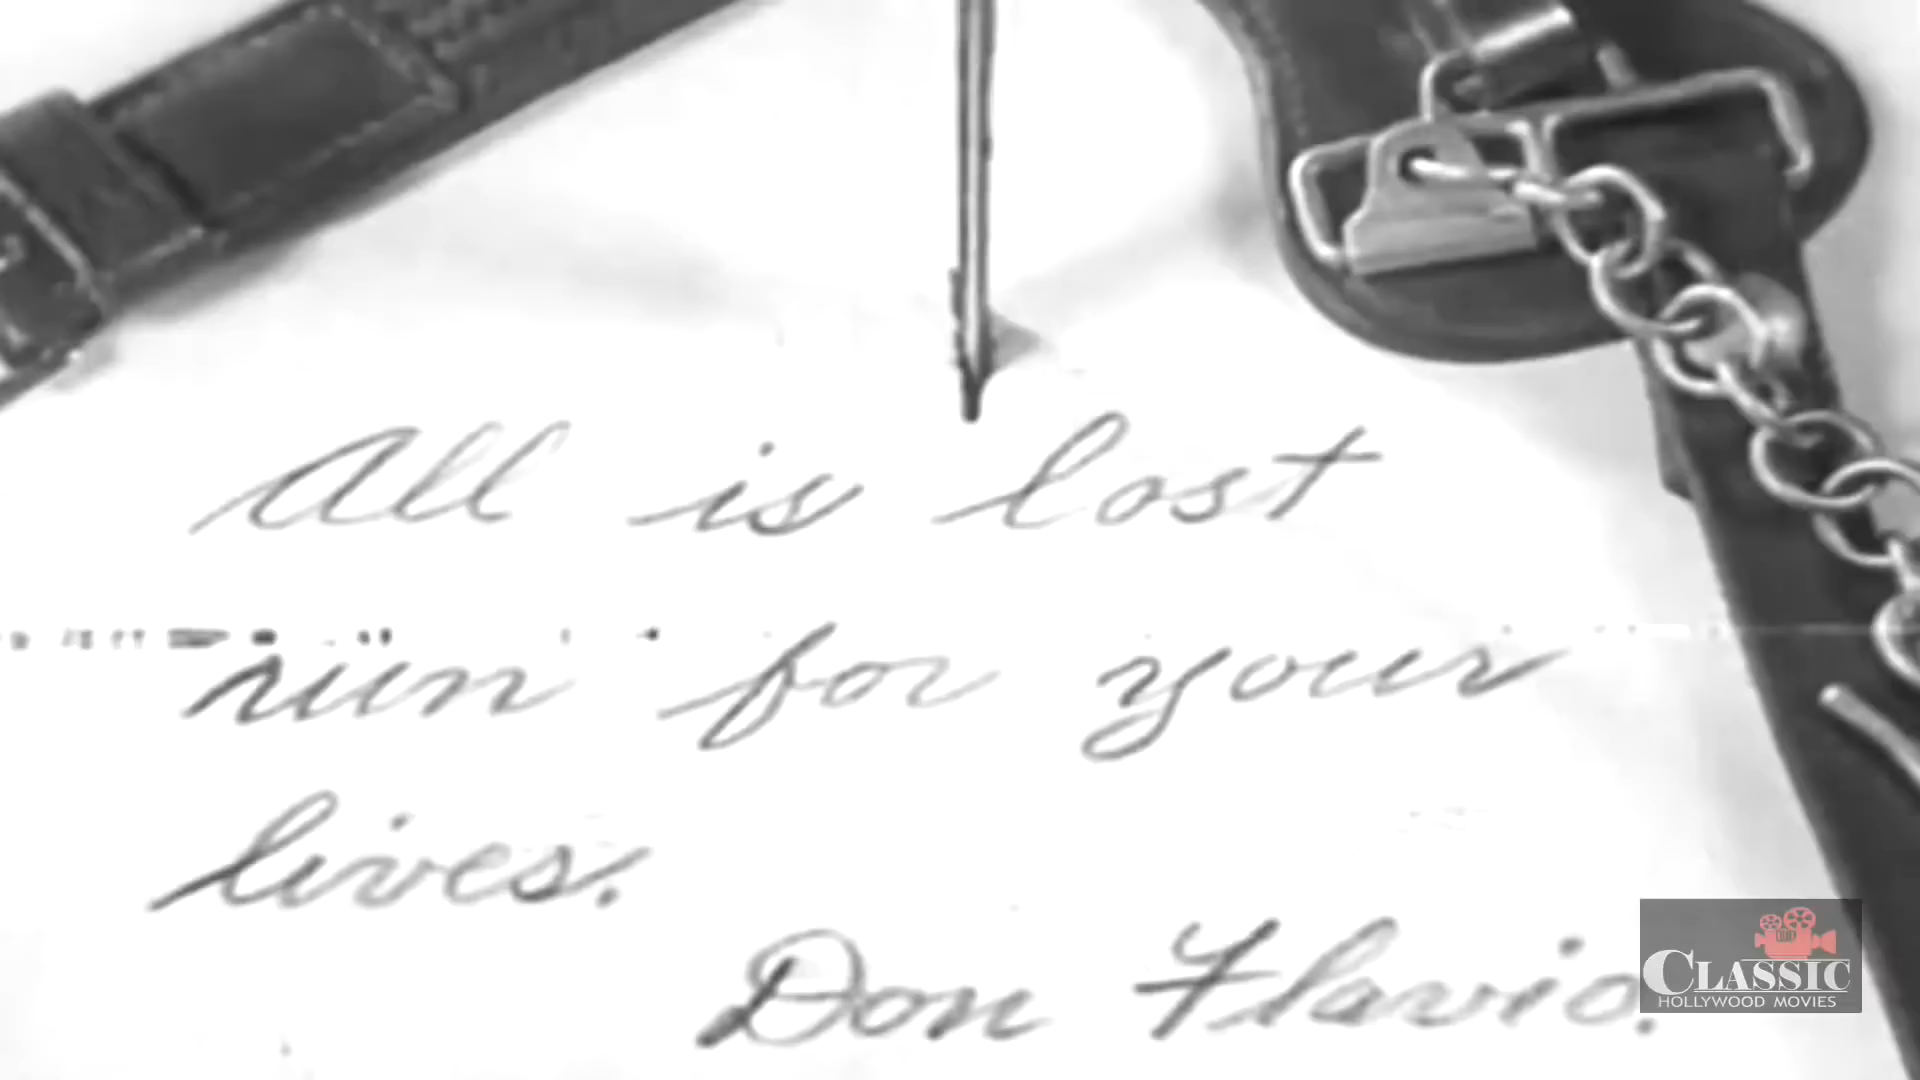 All is lost
run for your
lives.
Don Flavio.
CLASSIC
HOLLYWOOD MOVIES